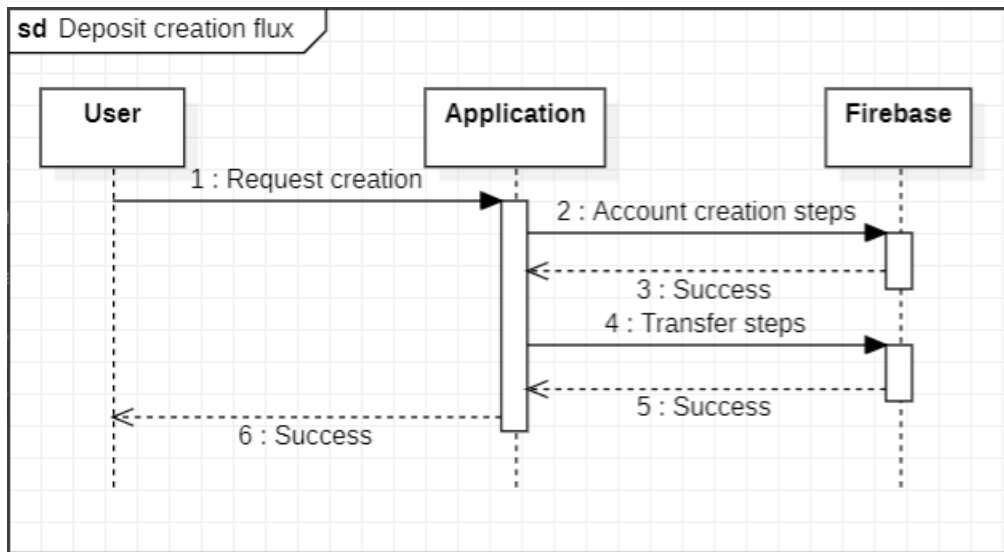 sd Deposit creation flux
User
Application
Firebase
1 : Request creation
2 : Account creation steps
3 : Success
4 : Transfer steps
5 : Success
6 : Success